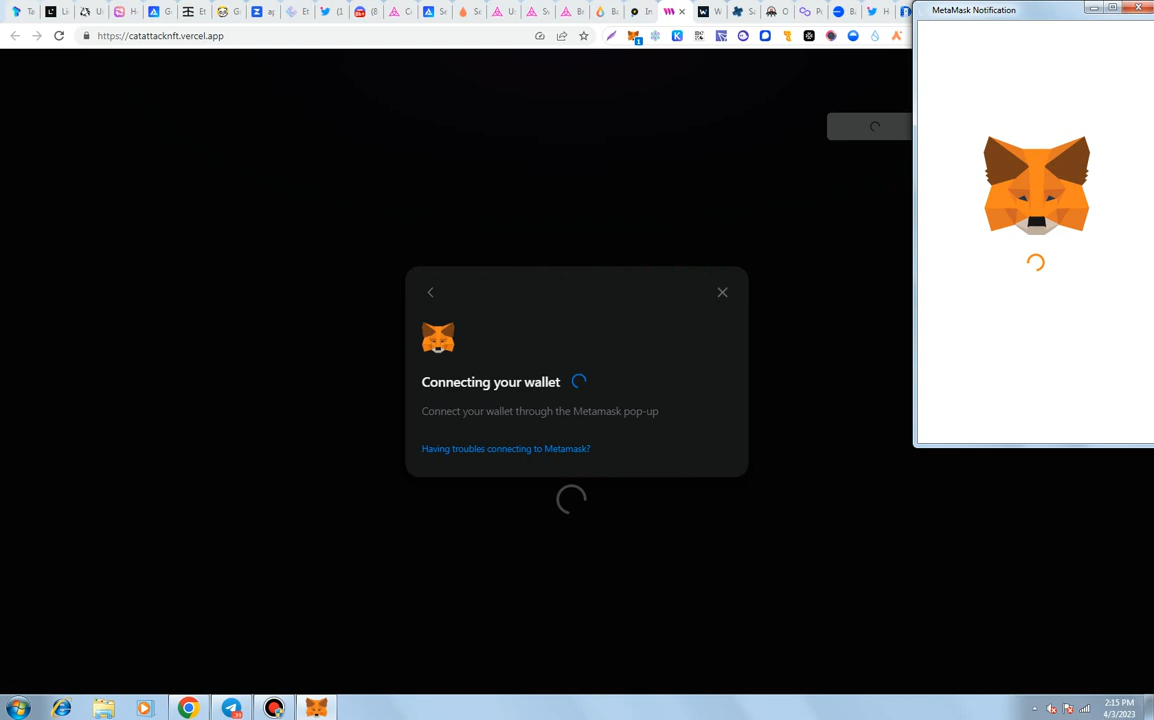 MetaMask Notification
https://catattacknft.vercel.app
1
Connecting your wallet
Connect your wallet through the Metamask pop-up
Having troubles connecting to Metamask?
2:15 PM
4/3/2023